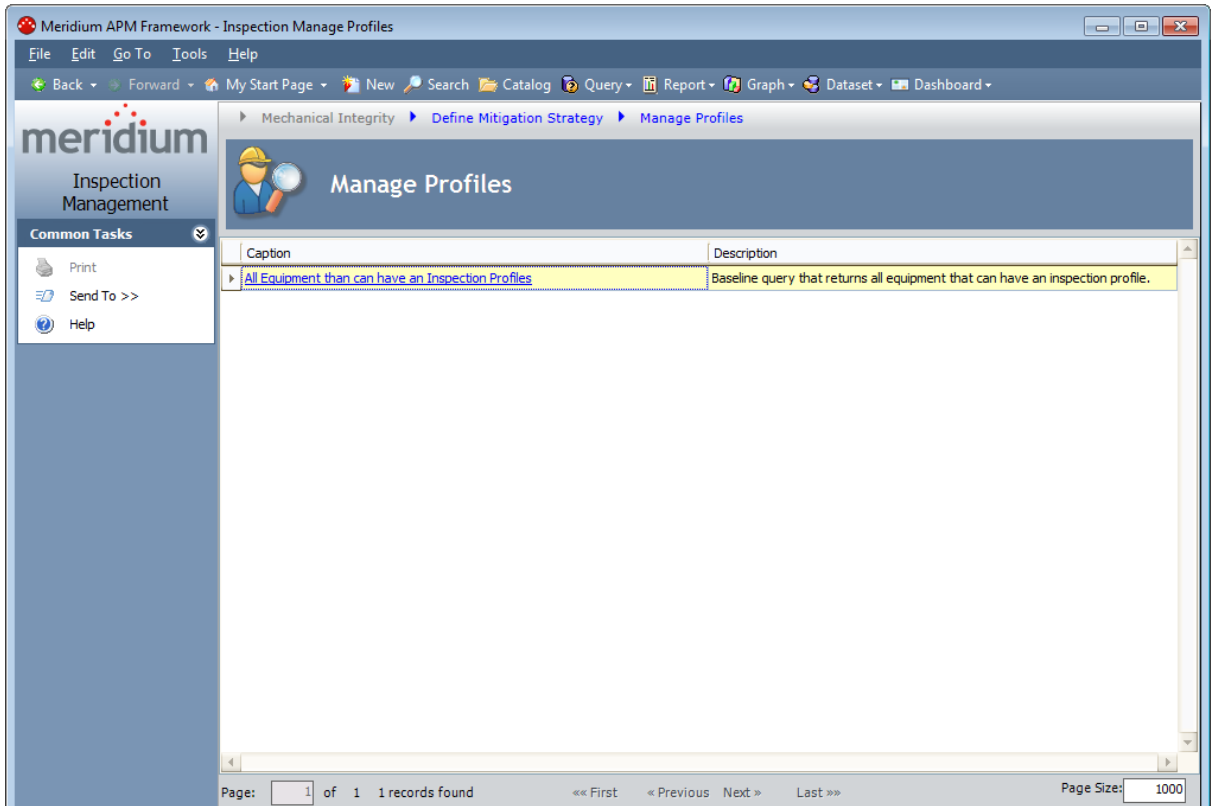 Meridium APM Framework - Inspection Manage Profiles
File Edit Go To Tools Help
Back Forward My Start Page New Search Catalog Query Report Graph Dataset Dashboard
meridium
Inspection
Management
Mechanical Integrity Define Mitigation Strategy Manage Profiles
Manage Profiles
Common Tasks
Print
Send To >>
Help
Caption Description
All Equipment than can have an Inspection Profiles Baseline query that returns all equipment that can have an inspection profile.
Page: 1 of 1 1 records found «« First « Previous Next » Last »» Page Size: 1000